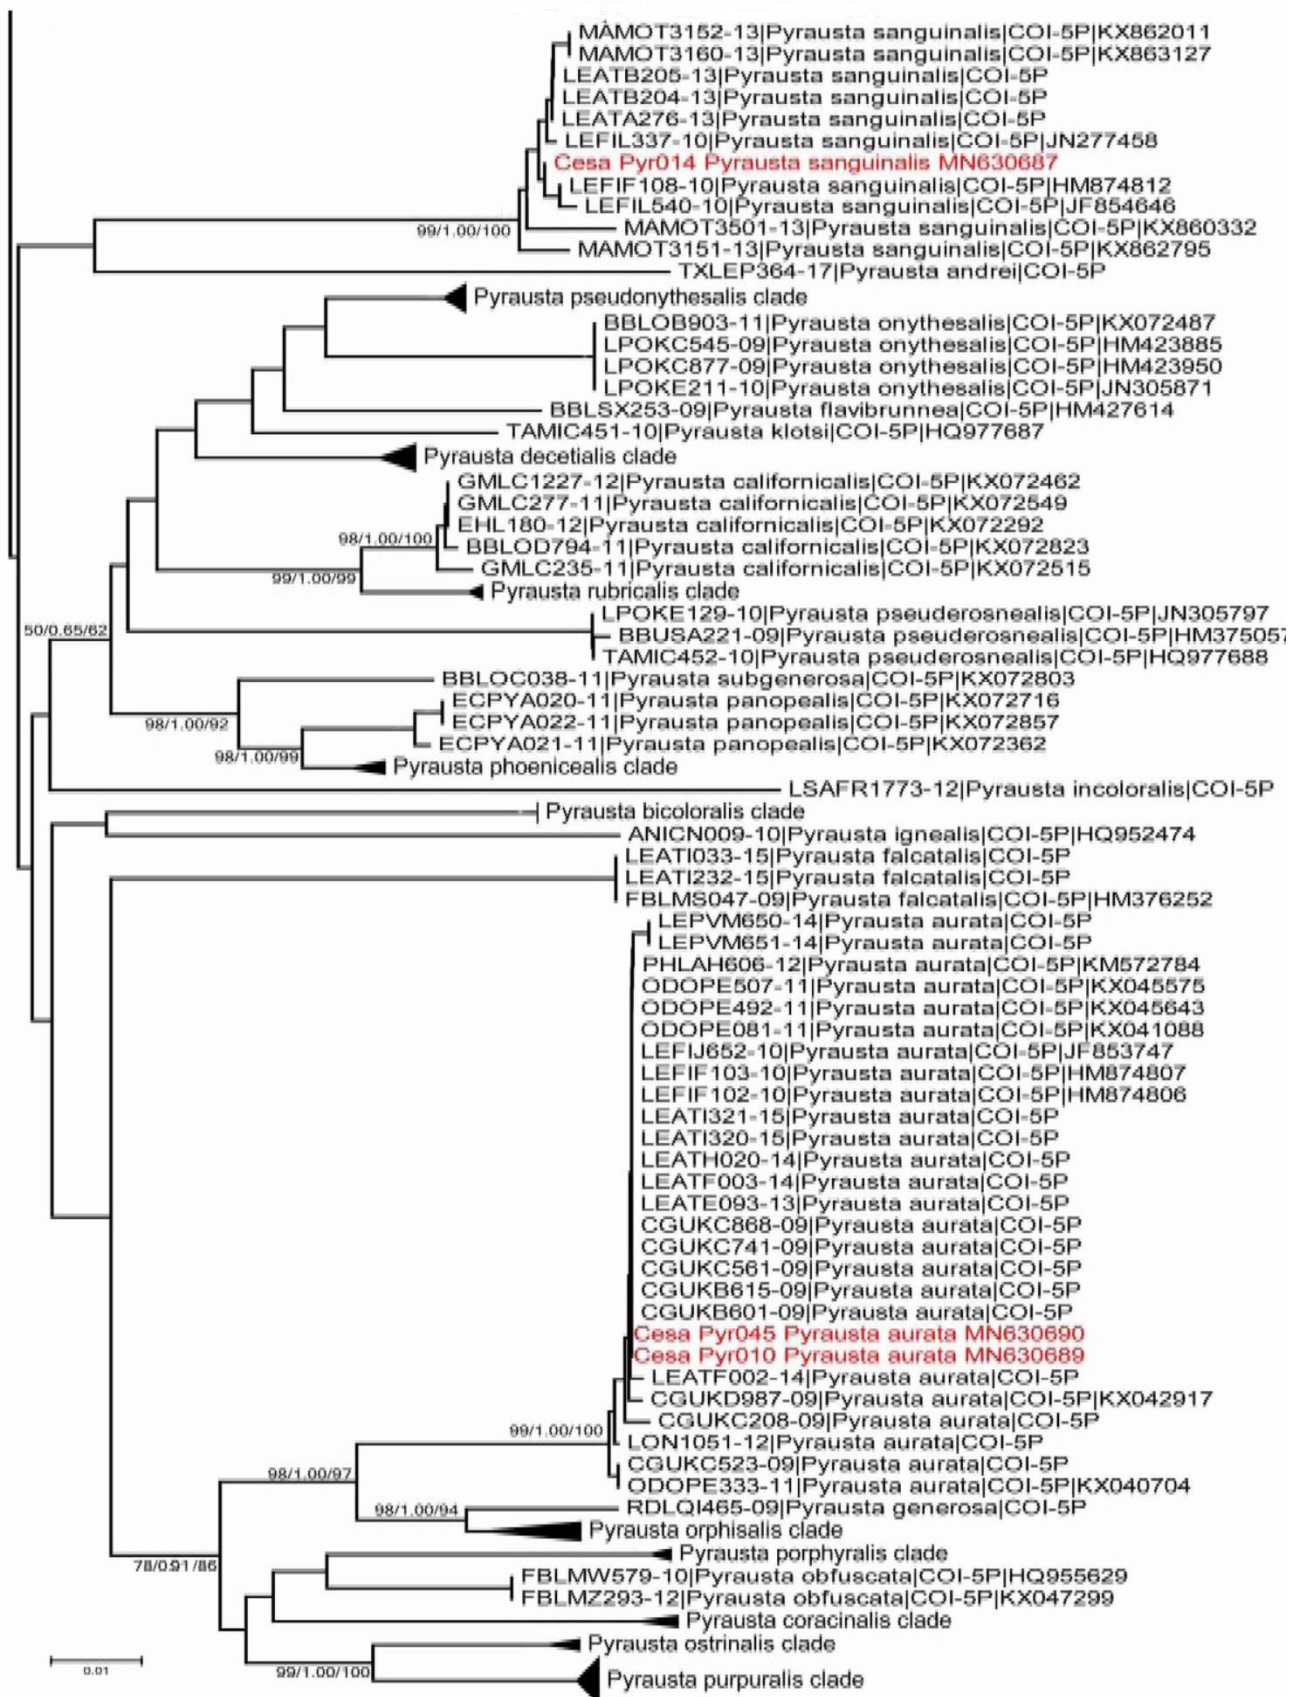 MAMOT3152-13|Pyrausta sanguinalis|COI-5P|KX862011
MAMOT3160-13|Pyrausta sanguinalis|COI-5P|KX863127
LEATB205-13|Pyrausta sanguinalis|COI-5P
LEATB204-13|Pyrausta sanguinalis|COI-5P
LEATA276-13|Pyrausta sanguinalis|COI-5P
LEFIL337-10|Pyrausta sanguinalis|COI-5P|JN277458
Cesa Pyr014 Pyrausta sanguinalis MN630687
LEFIF108-10|Pyrausta sanguinalis|COI-5P|HM874812
LEFIL540-10|Pyrausta sanguinalis|COI-5P|JF854646
MAMOT3501-13|Pyrausta sanguinalis|COI-5P|KX860332
99/1.00/100
MAMOT3151-13|Pyrausta sanguinalis|COI-5P|KX862795
TXLEP364-17|Pyrausta andrei|COI-5P
Pyrausta pseudonythesalis clade
BBLOB903-11|Pyrausta onythesalis|COI-5P|KX072487
LPOKC545-09|Pyrausta onythesalis|COI-5P|HM423885
LPOKC877-09|Pyrausta onythesalis|COI-5P|HM423950
LPOKE211-10|Pyrausta onythesalis|COI-5P|JN305871
BBLSX253-09|Pyrausta flavibrunnea|COI-5P|HM427614
TAMIC451-10|Pyrausta klotsi|COI-5P|HQ977687
Pyrausta decetialis clade
GMLC1227-12|Pyrausta californicalis|COI-5P|KX072462
GMLC277-11|Pyrausta californicalis|COI-5P|KX072549
EHL180-12|Pyrausta californicalis|COI-5P|KX072292
98/1.00/100
BBLOD794-11|Pyrausta californicalis|COI-5P|KX072823
GMLC235-11|Pyrausta californicalis|COI-5P|KX072515
99/1.00/99
Pyrausta rubricalis clade
LPOKE129-10|Pyrausta pseuderosnealis|COI-5P|JN305797
50/0.65/62
BBUSA221-09|Pyrausta pseuderosnealis|COI-5P|HM375057
TAMIC452-10|Pyrausta pseuderosnealis|COI-5P|HQ977688
BBLOC038-11|Pyrausta subgenerosa|COI-5P|KX072803
ECPYA020-11|Pyrausta panopealis|COI-5P|KX072716
98/1.00/92
ECPYA022-11|Pyrausta panopealis|COI-5P|KX072857
ECPYA021-11|Pyrausta panopealis|COI-5P|KX072362
98/1.00/99
Pyrausta phoenicealis clade
LSAFR1773-12|Pyrausta incoloralis|COI-5P
Pyrausta bicoloralis clade
ANICN009-10|Pyrausta ignealis|COI-5P|HQ952474
LEATI033-15|Pyrausta falcatalis|COI-5P
LEATI232-15|Pyrausta falcatalis|COI-5P
FBLMS047-09|Pyrausta falcatalis|COI-5P|HM376252
LEPVM650-14|Pyrausta aurata|COI-5P
LEPVM651-14|Pyrausta aurata|COI-5P
PHLAH606-12|Pyrausta aurata|COI-5P|KM572784
ODOPE507-11|Pyrausta aurata|COI-5P|KX045575
ODOPE492-11|Pyrausta aurata|COI-5P|KX045643
ODOPE081-11|Pyrausta aurata|COI-5P|KX041088
LEFIJ652-10|Pyrausta aurata|COI-5P|JF853747
LEFIF103-10|Pyrausta aurata|COI-5P|HM874807
LEFIF102-10|Pyrausta aurata|COI-5P|HM874806
LEATI321-15|Pyrausta aurata|COI-5P
LEATI320-15|Pyrausta aurata|COI-5P
LEATH020-14|Pyrausta aurata|COI-5P
LEATF003-14|Pyrausta aurata|COI-5P
LEATE093-13|Pyrausta aurata|COI-5P
CGUKC868-09|Pyrausta aurata|COI-5P
CGUKC741-09|Pyrausta aurata|COI-5P
CGUKC561-09|Pyrausta aurata|COI-5P
CGUKB615-09|Pyrausta aurata|COI-5P
CGUKB601-09|Pyrausta aurata|COI-5P
Cesa Pyr045 Pyrausta aurata MN630690
Cesa Pyr010 Pyrausta aurata MN630689
LEATF002-14|Pyrausta aurata|COI-5P
CGUKD987-09|Pyrausta aurata|COI-5P|KX042917
CGUKC208-09|Pyrausta aurata|COI-5P
99/1.00/100
LON1051-12|Pyrausta aurata|COI-5P
CGUKC523-09|Pyrausta aurata|COI-5P
98/1.00/97
ODOPE333-11|Pyrausta aurata|COI-5P|KX040704
RDLQI465-09|Pyrausta generosa|COI-5P
98/1.00/94
Pyrausta orphisalis clade
Pyrausta porphyralis clade
78/0.91/86
FBLMW579-10|Pyrausta obfuscata|COI-5P|HQ955629
FBLMZ293-12|Pyrausta obfuscata|COI-5P|KX047299
Pyrausta coracinalis clade
Pyrausta ostrinalis clade
0.01
99/1.00/100
Pyrausta purpuralis clade